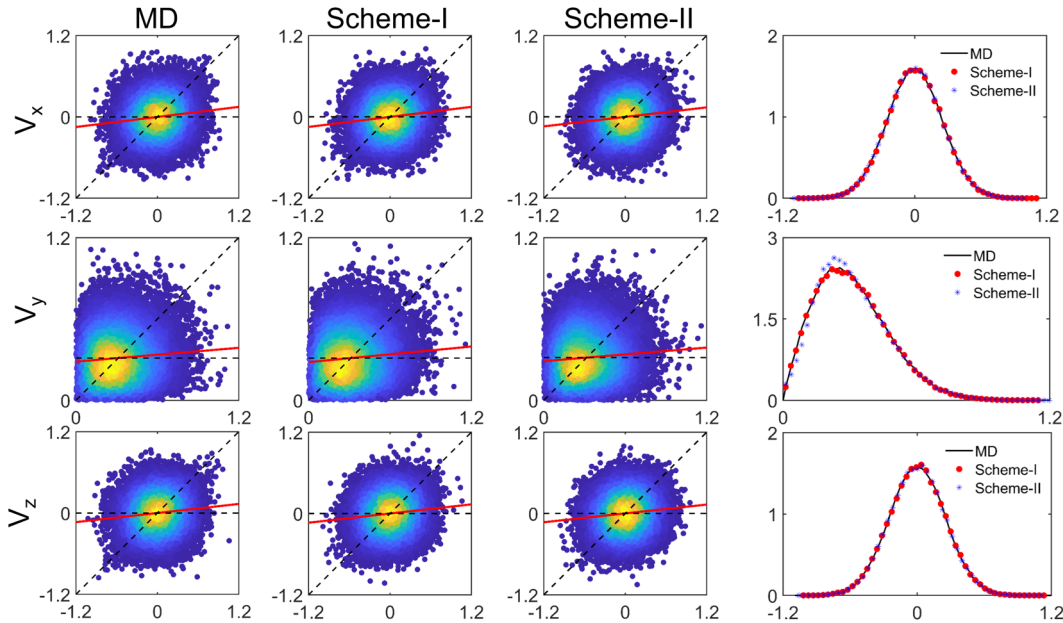 MD Scheme-I Scheme-II
1.2 1.2 1.2 2
MD
Scheme-I
Scheme-II
V_x 0 0 0 1
-1.2 -1.2 -1.2 0
-1.2 0 1.2 -1.2 0 1.2 -1.2 0 1.2 -1.2 0 1.2
1.2 1.2 1.2 3
MD
Scheme-I
Scheme-II
V_y 1.5
0 0 0 0
0 1.2 0 1.2 0 1.2 0 1.2
1.2 1.2 1.2 2
MD
Scheme-I
Scheme-II
V_z 0 0 0 1
-1.2 -1.2 -1.2 0
-1.2 0 1.2 -1.2 0 1.2 -1.2 0 1.2 -1.2 0 1.2